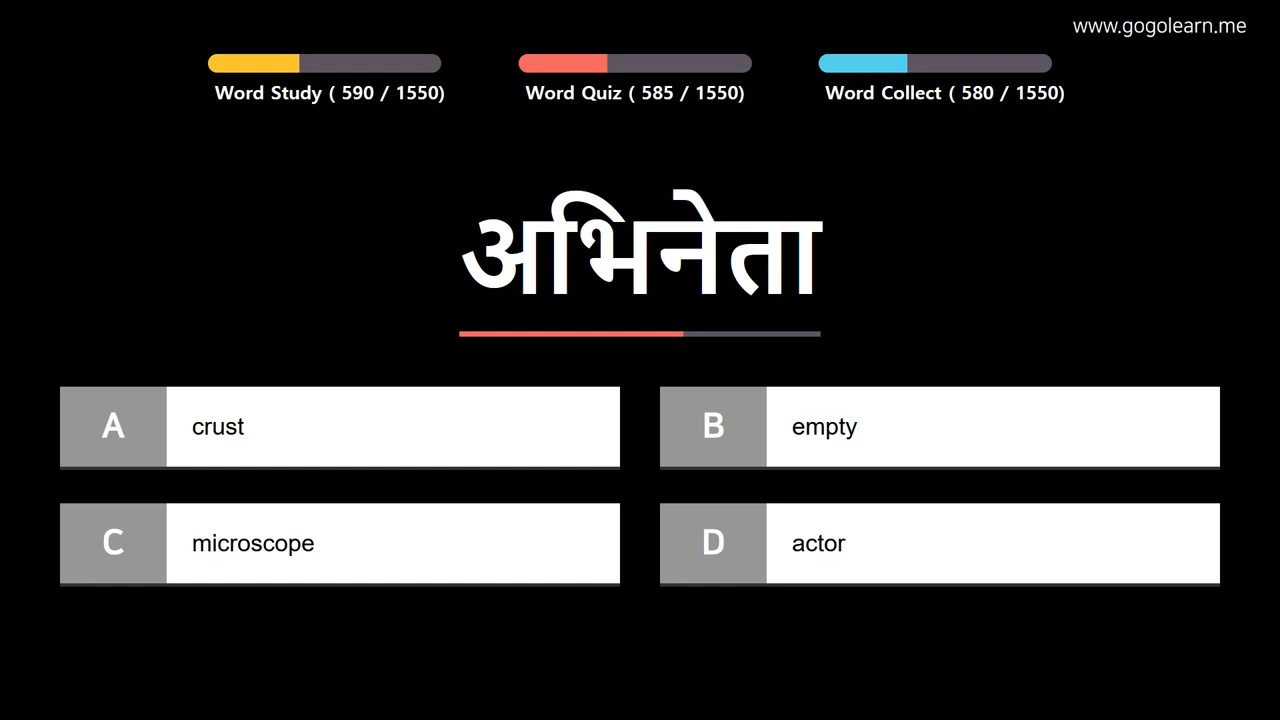 www.gogolearn.me
Word Study ( 590 / 1550)
Word Quiz ( 585 / 1550)
Word Collect ( 580 / 1550)
अभिनेता
A crust
B empty
C microscope
D actor